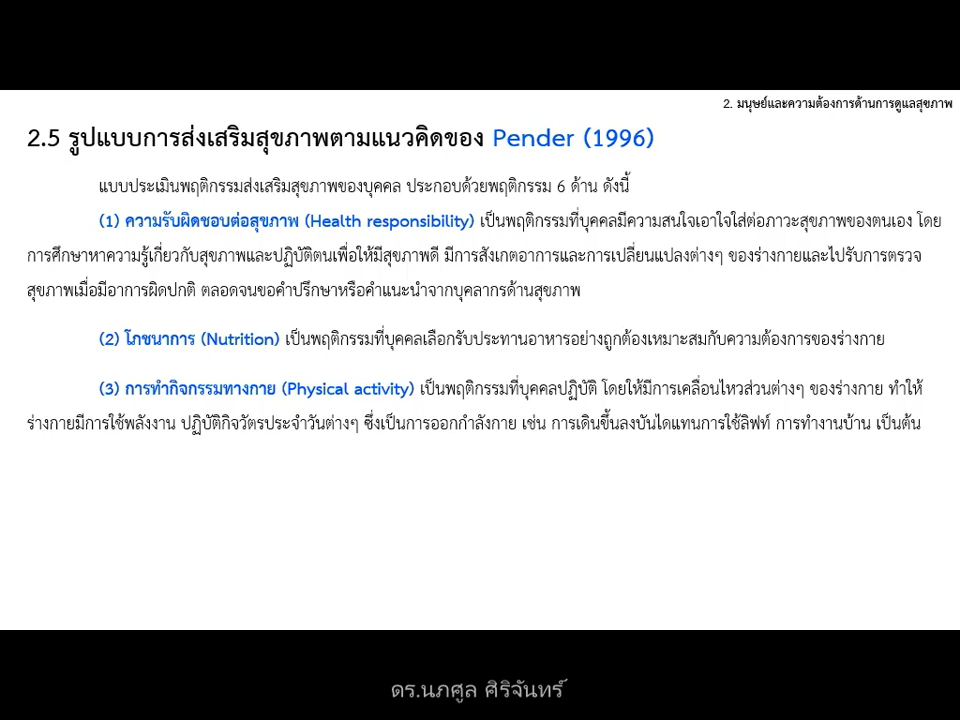 2. มนุษย์และความต้องการด้านการดูแลสุขภาพ
2.5 รูปแบบการส่งเสริมสุขภาพตามแนวคิดของ Pender (1996)
แบบประเมินพฤติกรรมส่งเสริมสุขภาพของบุคคล ประกอบด้วยพฤติกรรม 6 ด้าน ดังนี้
(1) ความรับผิดชอบต่อสุขภาพ (Health responsibility) เป็นพฤติกรรมที่บุคคลมีความสนใจเอาใจใส่ต่อภาวะสุขภาพของตนเอง โดย
การศึกษาหาความรู้เกี่ยวกับสุขภาพและปฏิบัติตนเพื่อให้มีสุขภาพดี มีการสังเกตอาการและการเปลี่ยนแปลงต่างๆ ของร่างกายและไปรับการตรวจ
สุขภาพเมื่อมีอาการผิดปกติ ตลอดจนขอคำปรึกษาหรือคำแนะนำจากบุคลากรด้านสุขภาพ
(2) โภชนาการ (Nutrition) เป็นพฤติกรรมที่บุคคลเลือกรับประทานอาหารอย่างถูกต้องเหมาะสมกับความต้องการของร่างกาย
(3) การทำกิจกรรมทางกาย (Physical activity) เป็นพฤติกรรมที่บุคคลปฏิบัติ โดยให้มีการเคลื่อนไหวส่วนต่างๆ ของร่างกาย ทำให้
ร่างกายมีการใช้พลังงาน ปฏิบัติกิจวัตรประจำวันต่างๆ ซึ่งเป็นการออกกำลังกาย เช่น การเดินขึ้นลงบันไดแทนการใช้ลิฟท์ การทำงานบ้าน เป็นต้น
ดร.นภศูล ศิริจันทร์